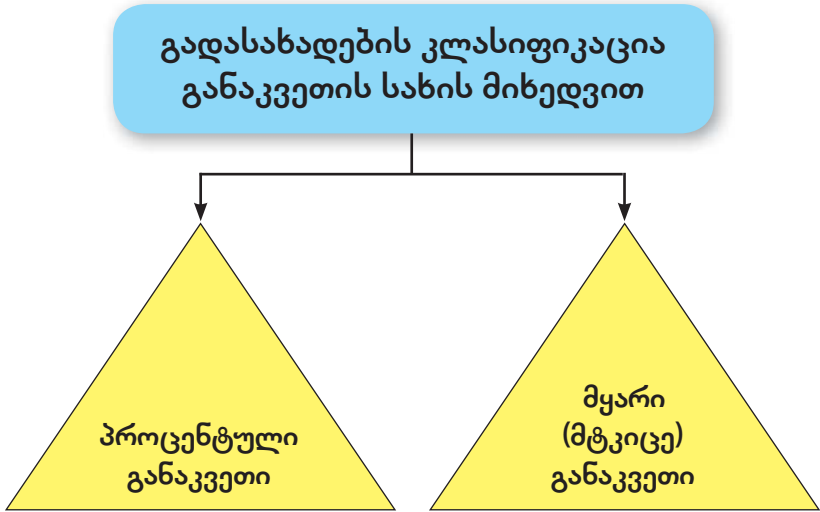 გადასახადების კლასიფიკაცია
განაკვეთის სახის მიხედვით
პროცენტული
განაკვეთი
მყარი
(მტკიცე)
განაკვეთი